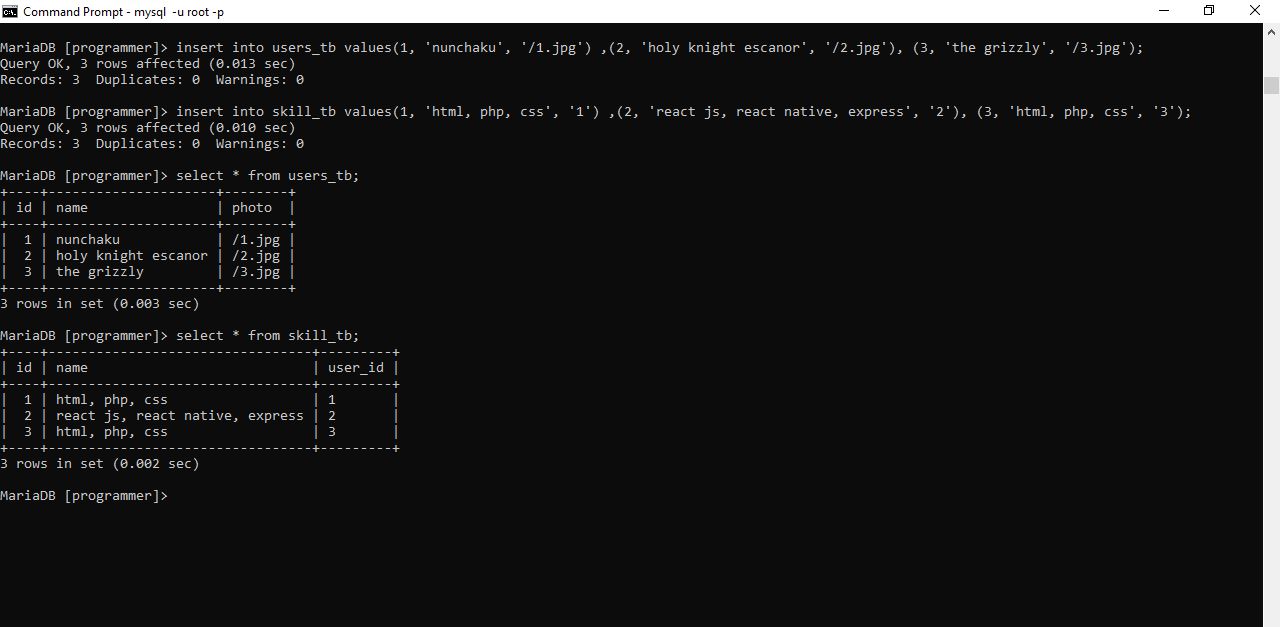 Command Prompt - mysql -u root -p
MariaDB [programmer]> insert into users_tb values(1, 'nunchaku', '/1.jpg') ,(2, 'holy knight escanor', '/2.jpg'), (3, 'the grizzly', '/3.jpg');
Query OK, 3 rows affected (0.013 sec)
Records: 3  Duplicates: 0  Warnings: 0
MariaDB [programmer]> insert into skill_tb values(1, 'html, php, css', '1') ,(2, 'react js, react native, express', '2'), (3, 'html, php, css', '3');
Query OK, 3 rows affected (0.010 sec)
Records: 3  Duplicates: 0  Warnings: 0
MariaDB [programmer]> select * from users_tb;
+----+---------------------+--------+
| id | name                | photo  |
+----+---------------------+--------+
|  1 | nunchaku            | /1.jpg |
|  2 | holy knight escanor | /2.jpg |
|  3 | the grizzly         | /3.jpg |
+----+---------------------+--------+
3 rows in set (0.003 sec)
MariaDB [programmer]> select * from skill_tb;
+----+---------------------------------+---------+
| id | name                            | user_id |
+----+---------------------------------+---------+
|  1 | html, php, css                  | 1       |
|  2 | react js, react native, express | 2       |
|  3 | html, php, css                  | 3       |
+----+---------------------------------+---------+
3 rows in set (0.002 sec)
MariaDB [programmer]>